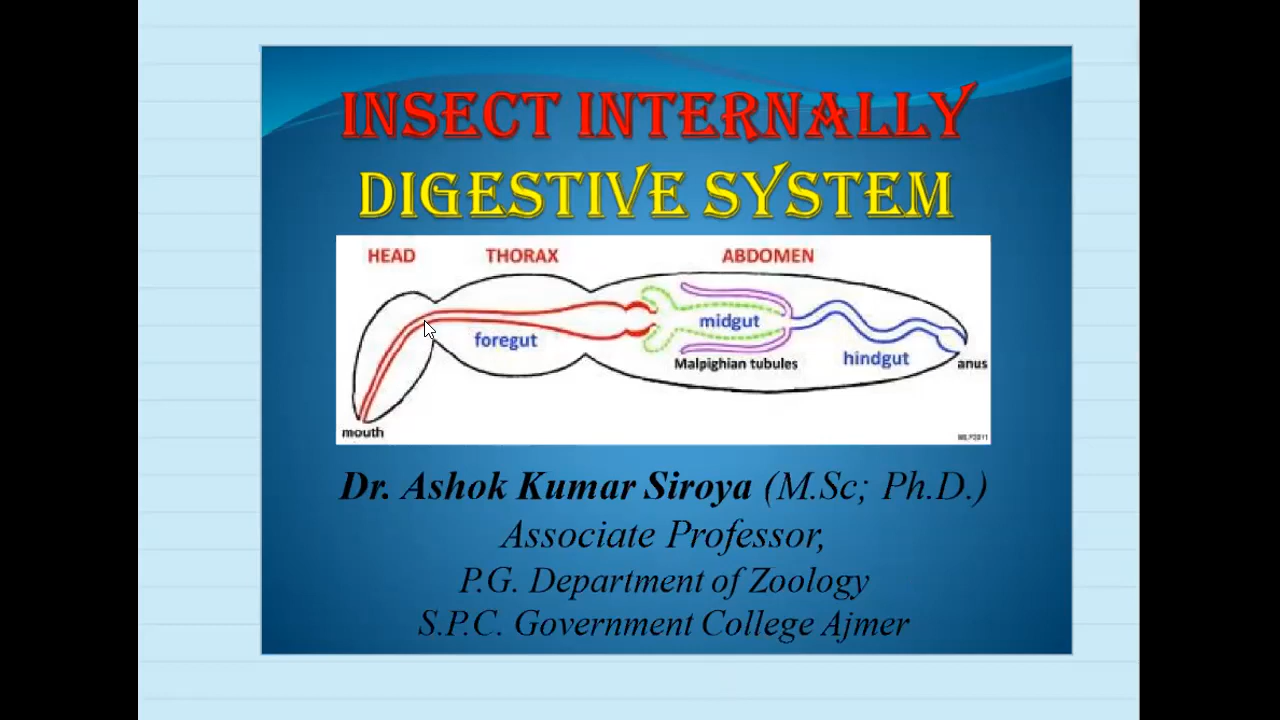 INSECT INTERNALLY
DIGESTIVE SYSTEM
HEAD THORAX ABDOMEN
midgut
foregut
hindgut
Malpighian tubules
anus
mouth
Dr. Ashok Kumar Siroya (M.Sc; Ph.D.)
Associate Professor,
P.G. Department of Zoology
S.P.C. Government College Ajmer